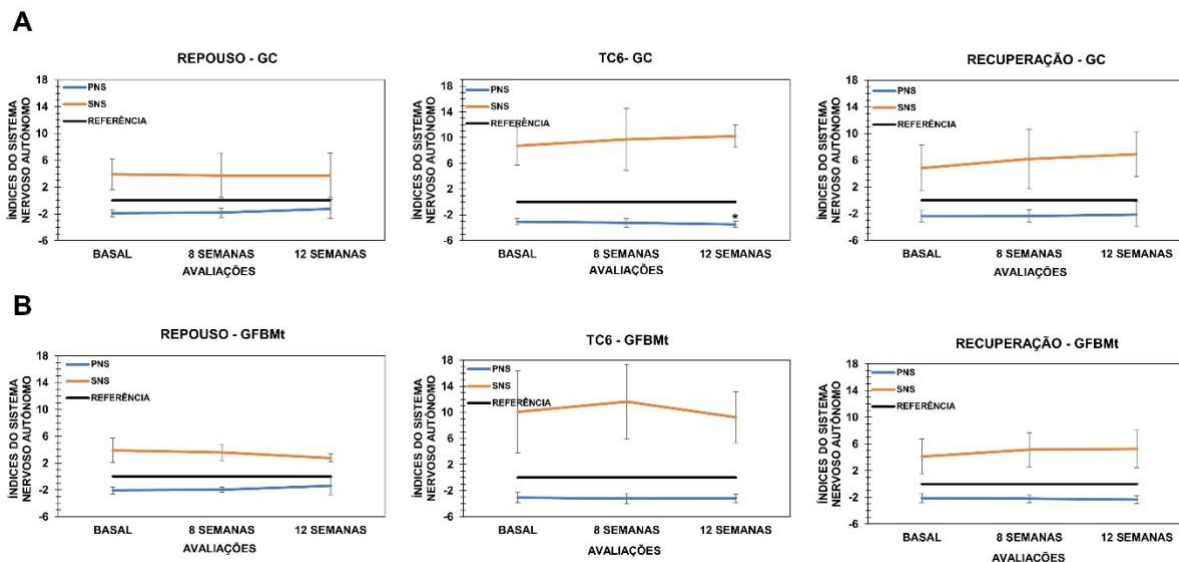 A
REPOUSO - GC
ÍNDICES DO SISTEMA
NERVOSO AUTÔNOMO
18
14
10
6
2
-2
-6
PNS
SNS
REFERÊNCIA
BASAL
8 SEMANAS
12 SEMANAS
AVALIAÇÕES
TC6- GC
ÍNDICES DO SISTEMA
NERVOSO AUTÔNOMO
18
14
10
6
2
-2
-6
PNS
SNS
REFERÊNCIA
*
BASAL
8 SEMANAS
12 SEMANAS
AVALIAÇÕES
RECUPERAÇÃO - GC
ÍNDICES DO SISTEMA
NERVOSO AUTÔNOMO
18
14
10
6
2
-2
-6
PNS
SNS
REFERÊNCIA
BASAL
8 SEMANAS
12 SEMANAS
AVALIAÇÕES
B
REPOUSO - GFBMt
ÍNDICES DO SISTEMA
NERVOSO AUTÔNOMO
18
14
10
6
2
-2
-6
PNS
SNS
REFERÊNCIA
BASAL
8 SEMANAS
12 SEMANAS
AVALIAÇÕES
TC6 - GFBMt
ÍNDICES DO SISTEMA
NERVOSO AUTÔNOMO
18
14
10
6
2
-2
-6
PNS
SNS
REFERÊNCIA
BASAL
8 SEMANAS
12 SEMANAS
AVALIAÇÕES
RECUPERAÇÃO - GFBMt
ÍNDICES DO SISTEMA
NERVOSO AUTÔNOMO
18
14
10
6
2
-2
-6
PNS
SNS
REFERÊNCIA
BASAL
8 SEMANAS
12 SEMANAS
AVALIAÇÕES